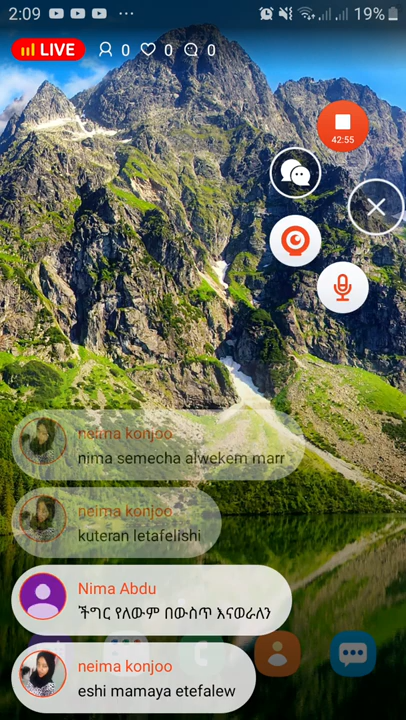 2:09
19%
LIVE
0
0
0
42:55
neima konjoo
nima semecha alwekem marr
neima konjoo
kuteran letafelishi
Nima Abdu
ችግር የለውም በውስጥ እናወራለን
neima konjoo
eshi mamaya etefalew